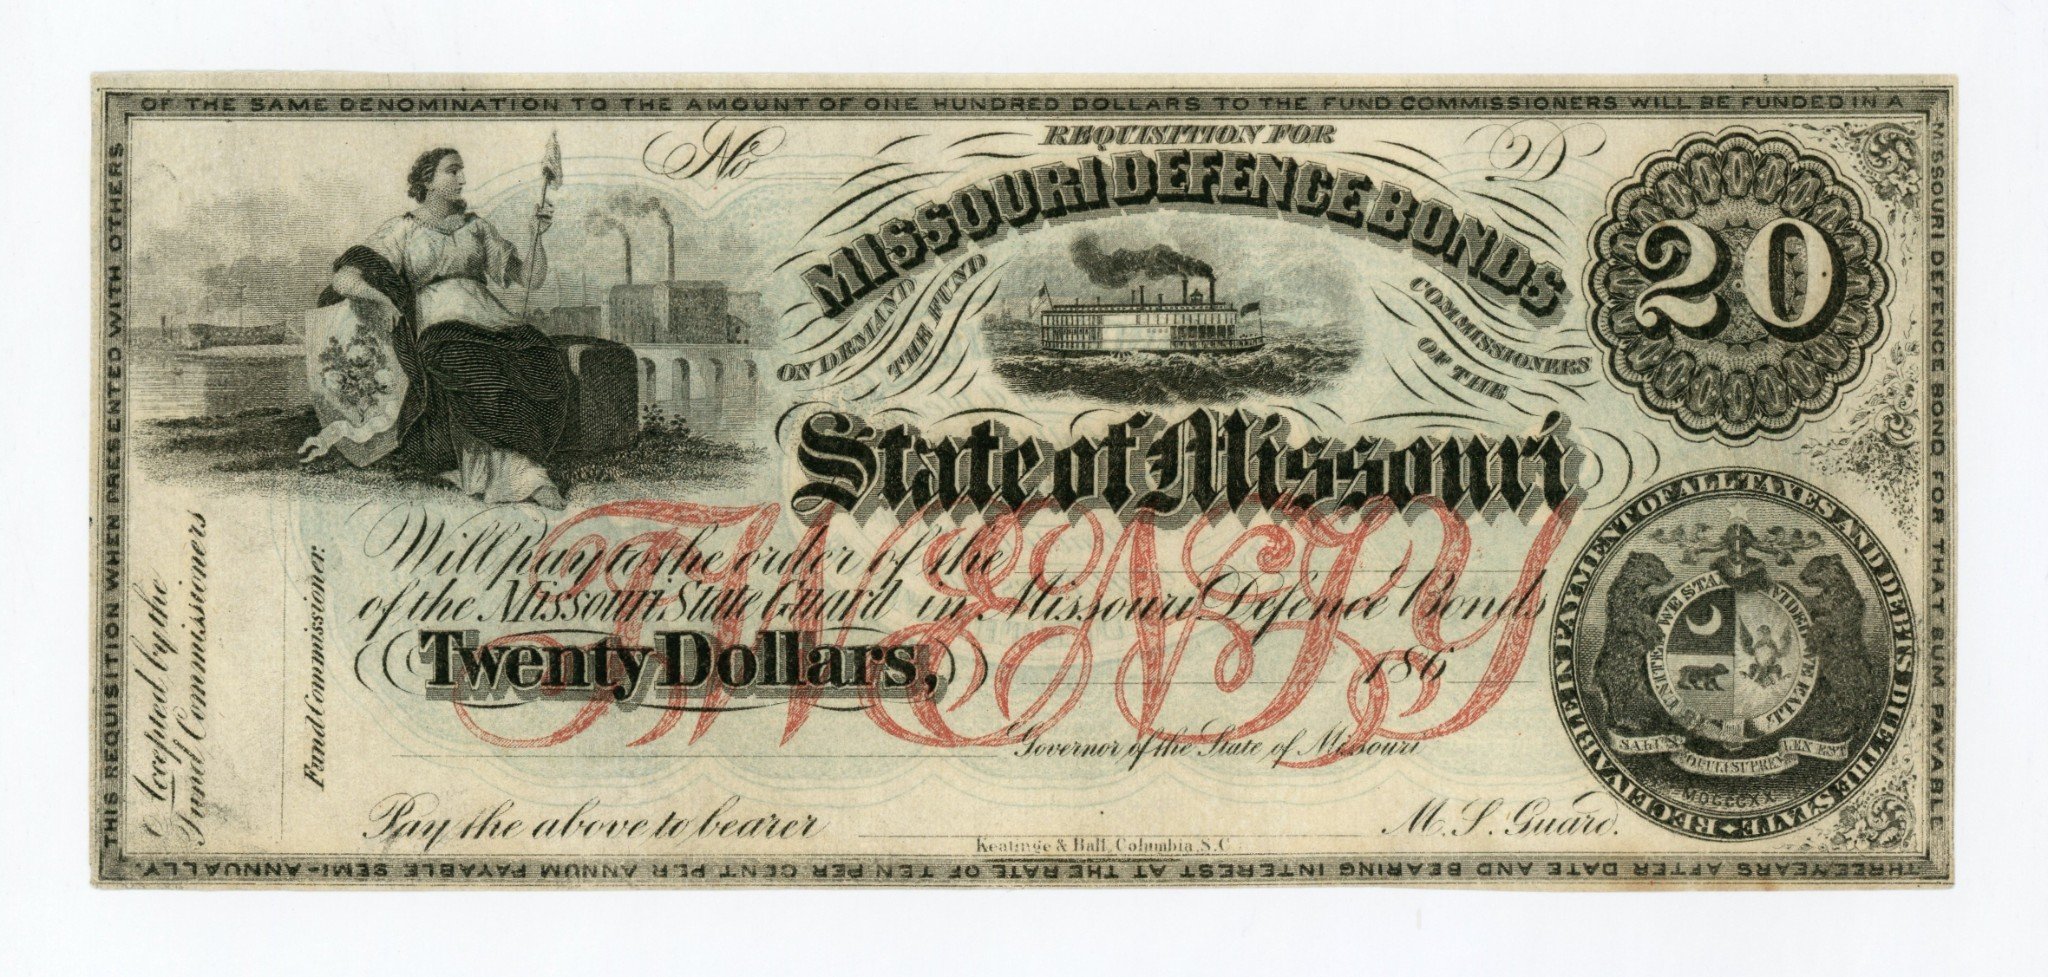 THIS REQUISITION WHEN PRESENTED WITH OTHERS
OF THE SAME DENOMINATION TO THE AMOUNT OF ONE HUNDRED DOLLARS TO THE FUND COMMISSIONERS WILL BE FUNDED IN A
MISSOURI DEFENCE BOND FOR THAT SUM PAYABLE
THREE YEARS AFTER DATE AND BEARING INTEREST AT THE RATE OF TEN PER CENT PER ANNUM PAYABLE SEMI-ANNUALLY.
No
REQUISITION FOR
D
MISSOURI DEFENCE BONDS
ON DEMAND
THE FUND
COMMISSIONERS
OF THE
20
State of Missouri
TWENTY
Will pay to the order of the
of the Missouri State Guard in Missouri Defence Bonds
Twenty Dollars,
186
Governor of the State of Missouri
Pay the above to bearer
M. S. Guard.
Keatinge & Ball, Columbia, S.C.
Accepted by the
Fund Commissioners
Fund Commissioner.
RECEIVABLE IN PAYMENT OF ALL TAXES AND DEBTS DUE THE STATE
UNITED WE STAND DIVIDED WE FALL
SALUS
LEX EST
MDCCCXX